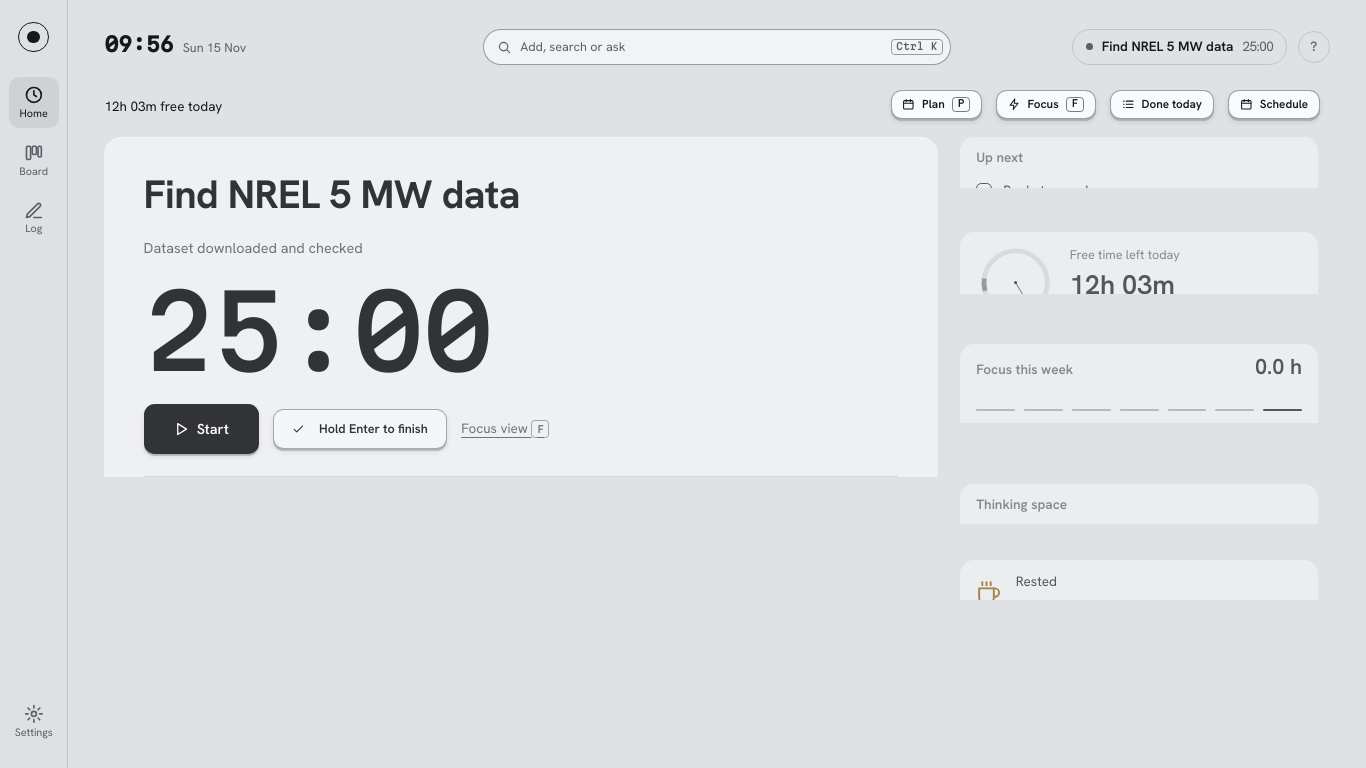 09:56 Sun 15 Nov
Add, search or ask
Ctrl K
Find NREL 5 MW data 25:00
?
Home
Board
Log
Settings
12h 03m free today
Plan P
Focus F
Done today
Schedule
Find NREL 5 MW data
Dataset downloaded and checked
25:00
Start
Hold Enter to finish
Focus view F
Up next
Free time left today
12h 03m
Focus this week
0.0 h
Thinking space
Rested